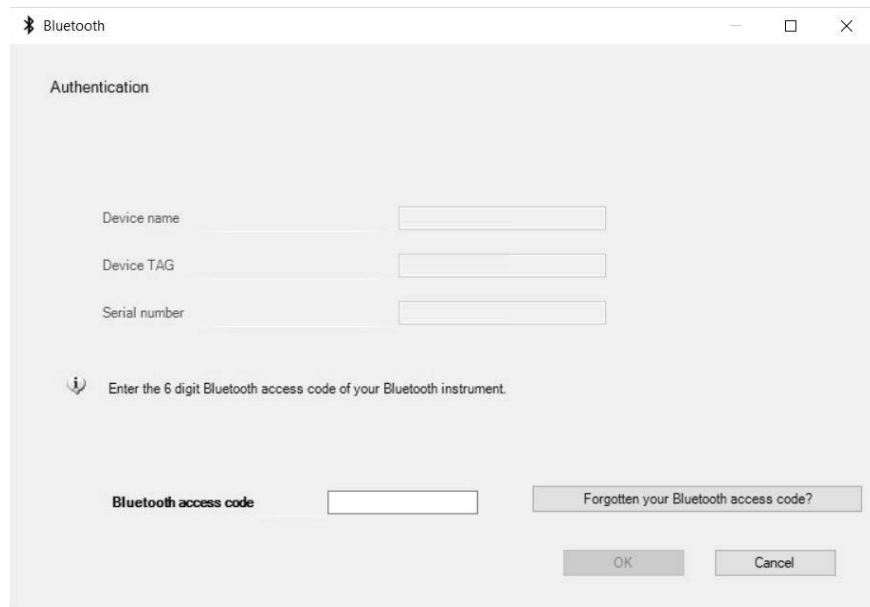 Bluetooth
Authentication
Device name
Device TAG
Serial number
Enter the 6 digit Bluetooth access code of your Bluetooth instrument.
Bluetooth access code
Forgotten your Bluetooth access code?
OK
Cancel